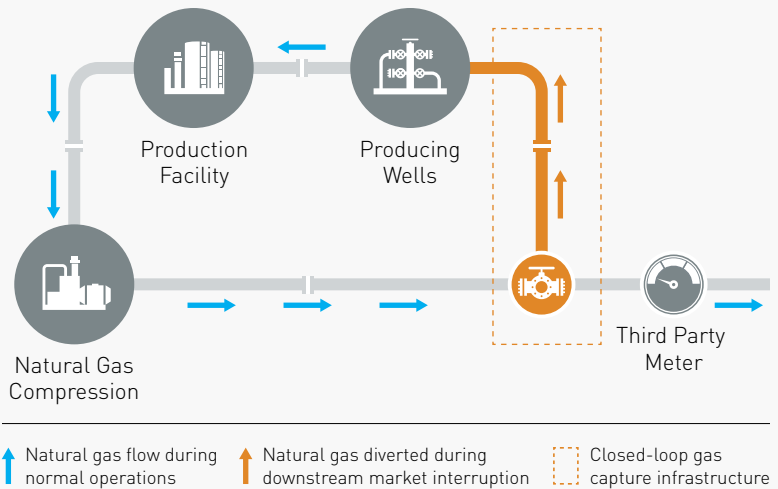 Production
Facility
Producing
Wells
Natural Gas
Compression
Third Party
Meter
Natural gas flow during
normal operations
Natural gas diverted during
downstream market interruption
Closed-loop gas
capture infrastructure